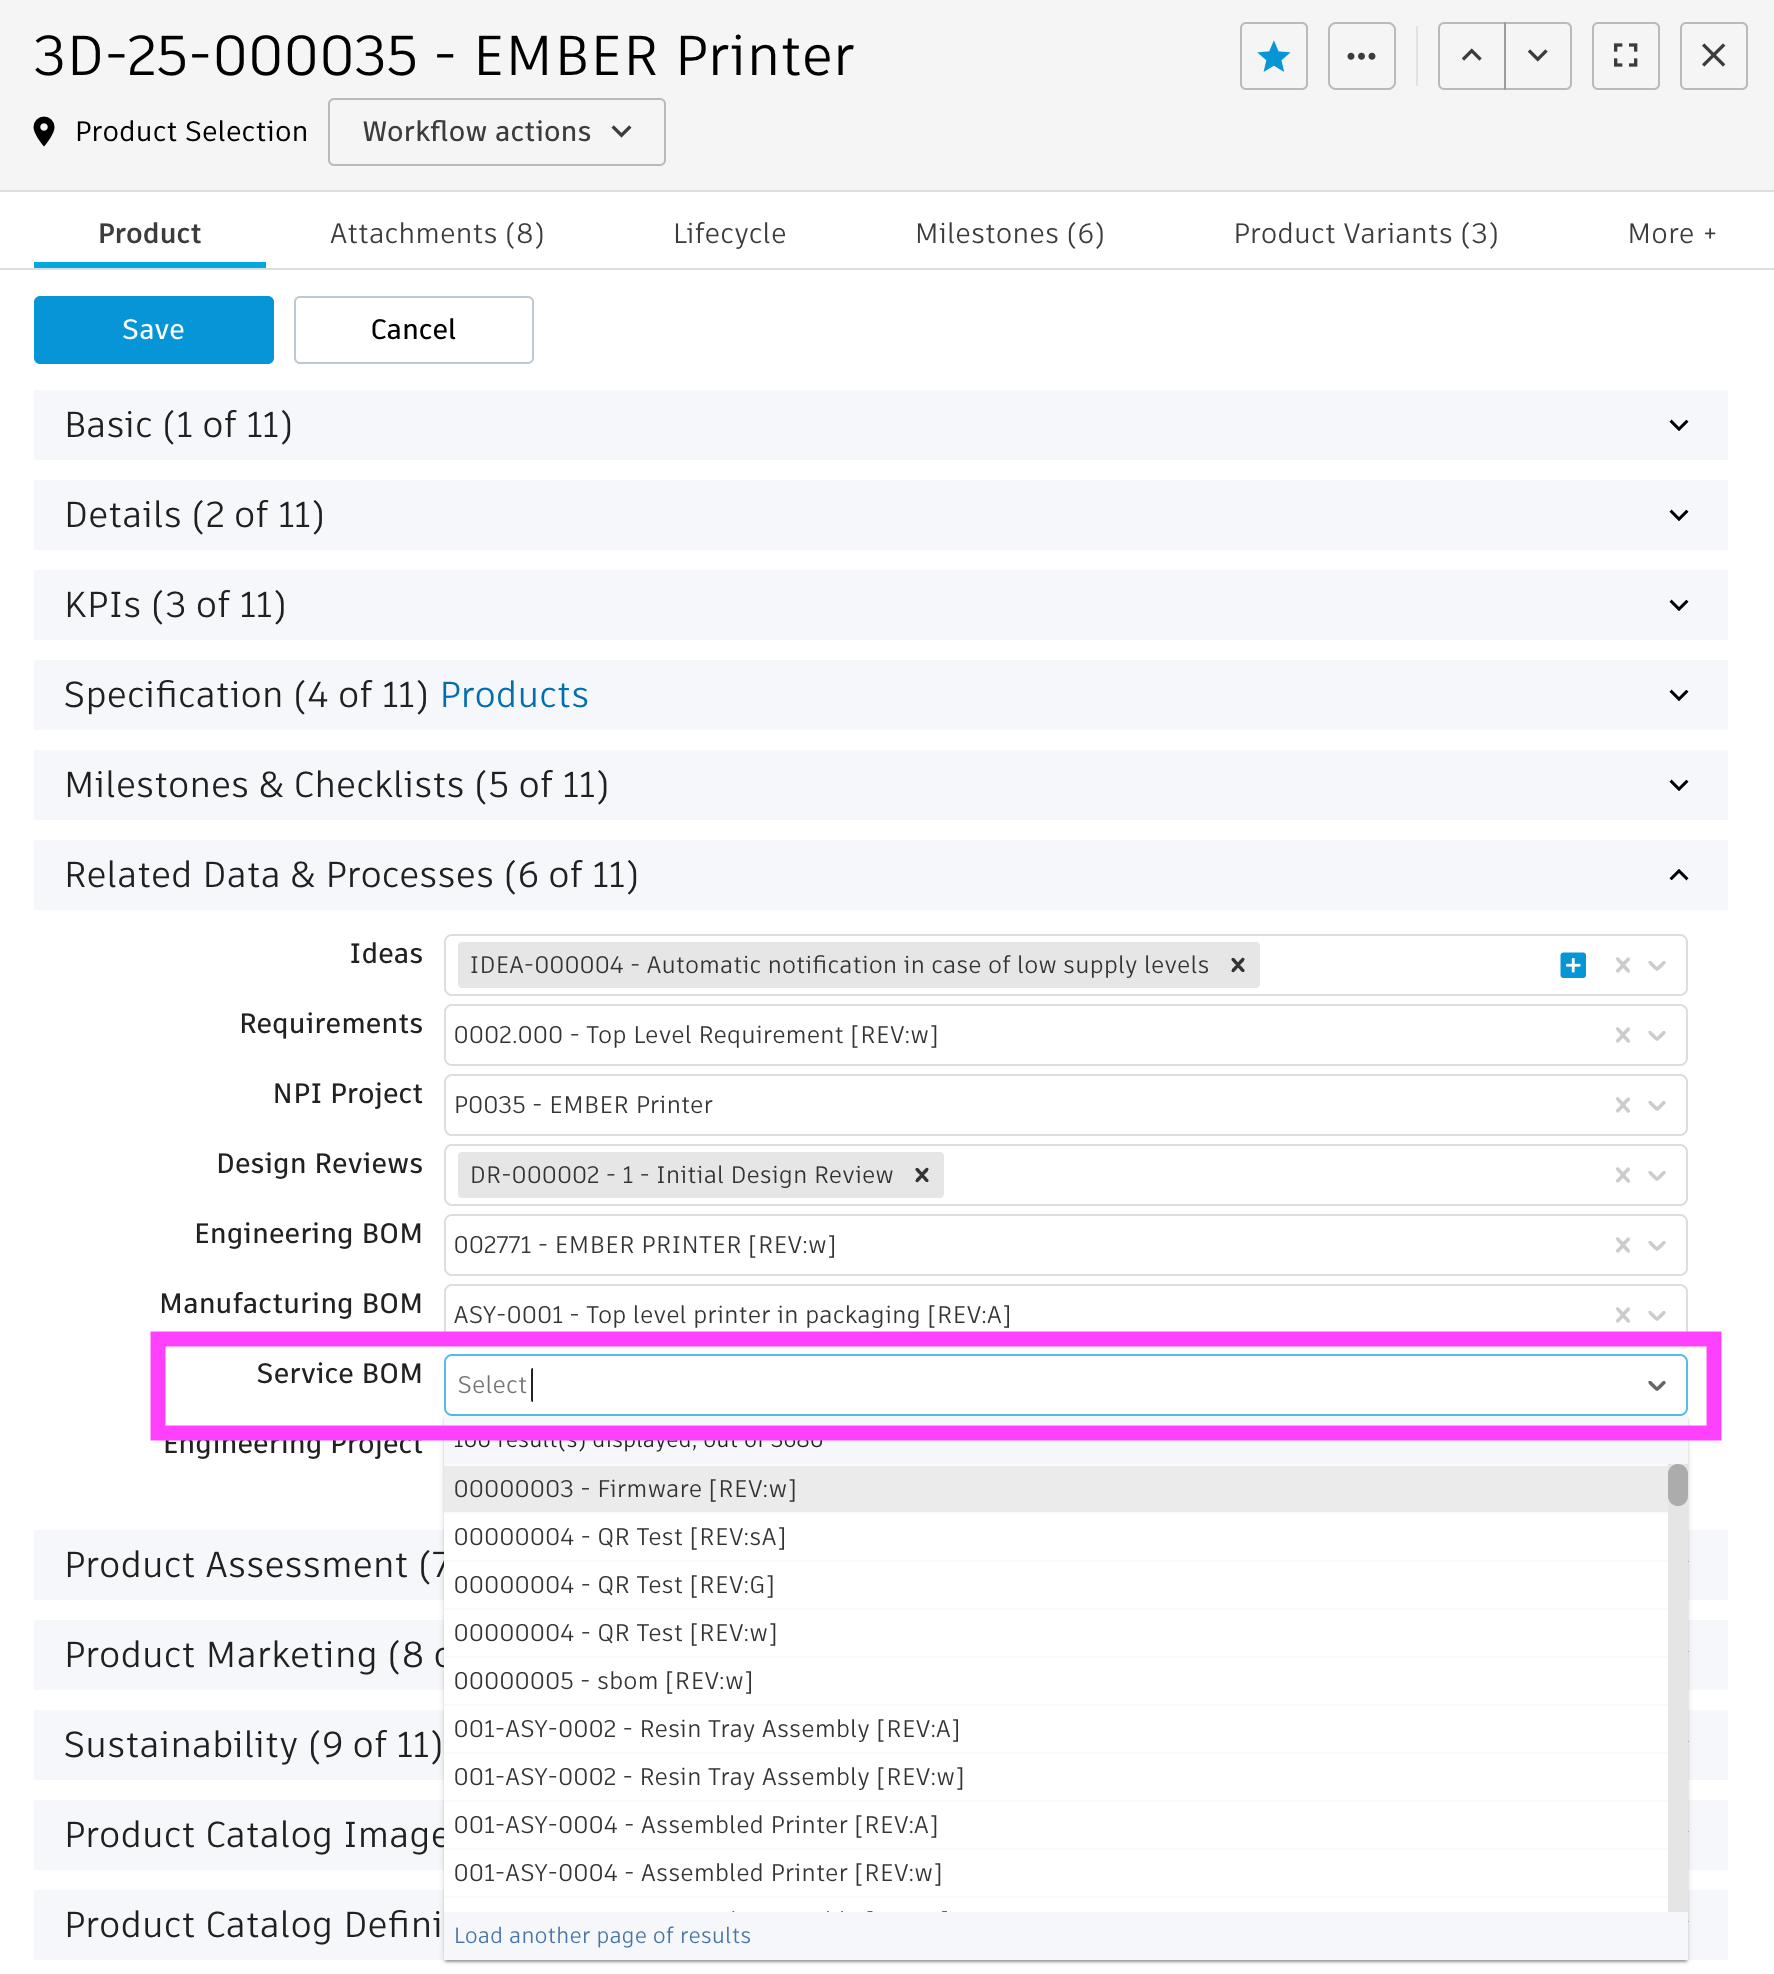 3D-25-000035 - EMBER Printer
Product Selection
Workflow actions
Product
Attachments (8)
Lifecycle
Milestones (6)
Product Variants (3)
More +
Save
Cancel
Basic (1 of 11)
Details (2 of 11)
KPIs (3 of 11)
Specification (4 of 11) Products
Milestones & Checklists (5 of 11)
Related Data & Processes (6 of 11)
Ideas
IDEA-000004 - Automatic notification in case of low supply levels
Requirements
0002.000 - Top Level Requirement [REV:w]
NPI Project
P0035 - EMBER Printer
Design Reviews
DR-000002 - 1 - Initial Design Review
Engineering BOM
002771 - EMBER PRINTER [REV:w]
Manufacturing BOM
ASY-0001 - Top level printer in packaging [REV:A]
Service BOM
Select
Engineering Project
100 result(s) displayed, out of
00000003 - Firmware [REV:w]
00000004 - QR Test [REV:sA]
00000004 - QR Test [REV:G]
00000004 - QR Test [REV:w]
00000005 - sbom [REV:w]
001-ASY-0002 - Resin Tray Assembly [REV:A]
001-ASY-0002 - Resin Tray Assembly [REV:w]
001-ASY-0004 - Assembled Printer [REV:A]
001-ASY-0004 - Assembled Printer [REV:w]
Load another page of results
Product Assessment (7
Product Marketing (8
Sustainability (9 of 11)
Product Catalog Image
Product Catalog Defini